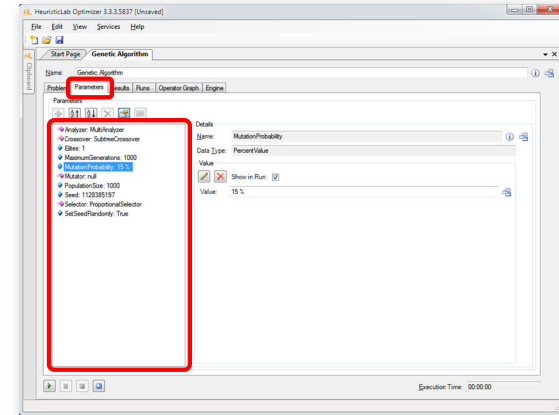 HL HeuristicLab Optimizer 3.3.3.5837 [Unsaved]
File Edit View Services Help
HL Clipboard
Start Page Genetic Algorithm
Name: Genetic Algorithm
Problem Parameters Results Runs Operator Graph Engine
Parameters
Analyzer: MultiAnalyzer
Crossover: SubtreeCrossover
Elites: 1
MaximumGenerations: 1000
MutationProbability: 15 %
Mutator: null
PopulationSize: 1000
Seed: 1128385197
Selector: ProportionalSelector
SetSeedRandomly: True
Details
Name: MutationProbability
Data Type: PercentValue
Value
Show in Run:
Value: 15 %
Execution Time: 00:00:00